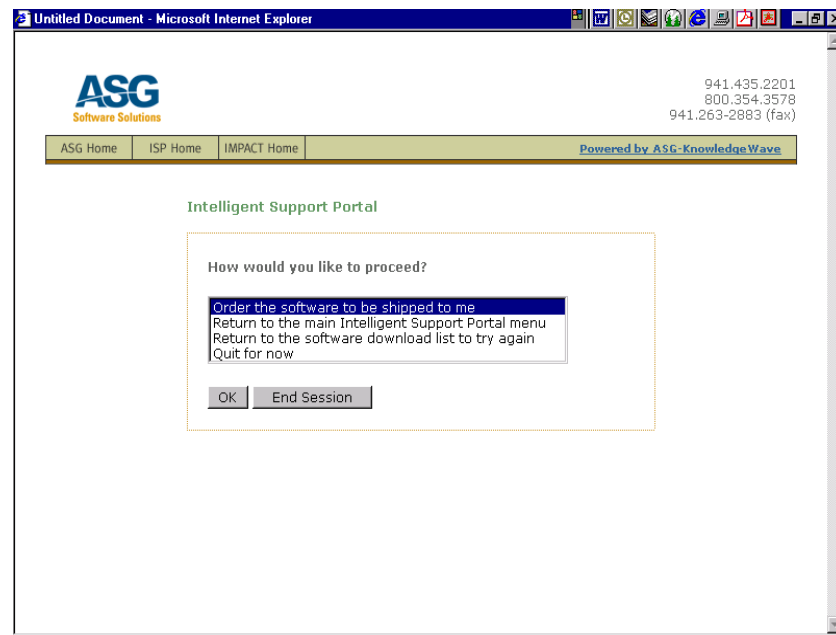 Untitled Document - Microsoft Internet Explorer
ASG
Software Solutions
941.435.2201
800.354.3578
941.263-2883 (fax)
ASG Home ISP Home IMPACT Home Powered by ASG-KnowledgeWave
Intelligent Support Portal
How would you like to proceed?
Order the software to be shipped to me
Return to the main Intelligent Support Portal menu
Return to the software download list to try again
Quit for now
OK End Session